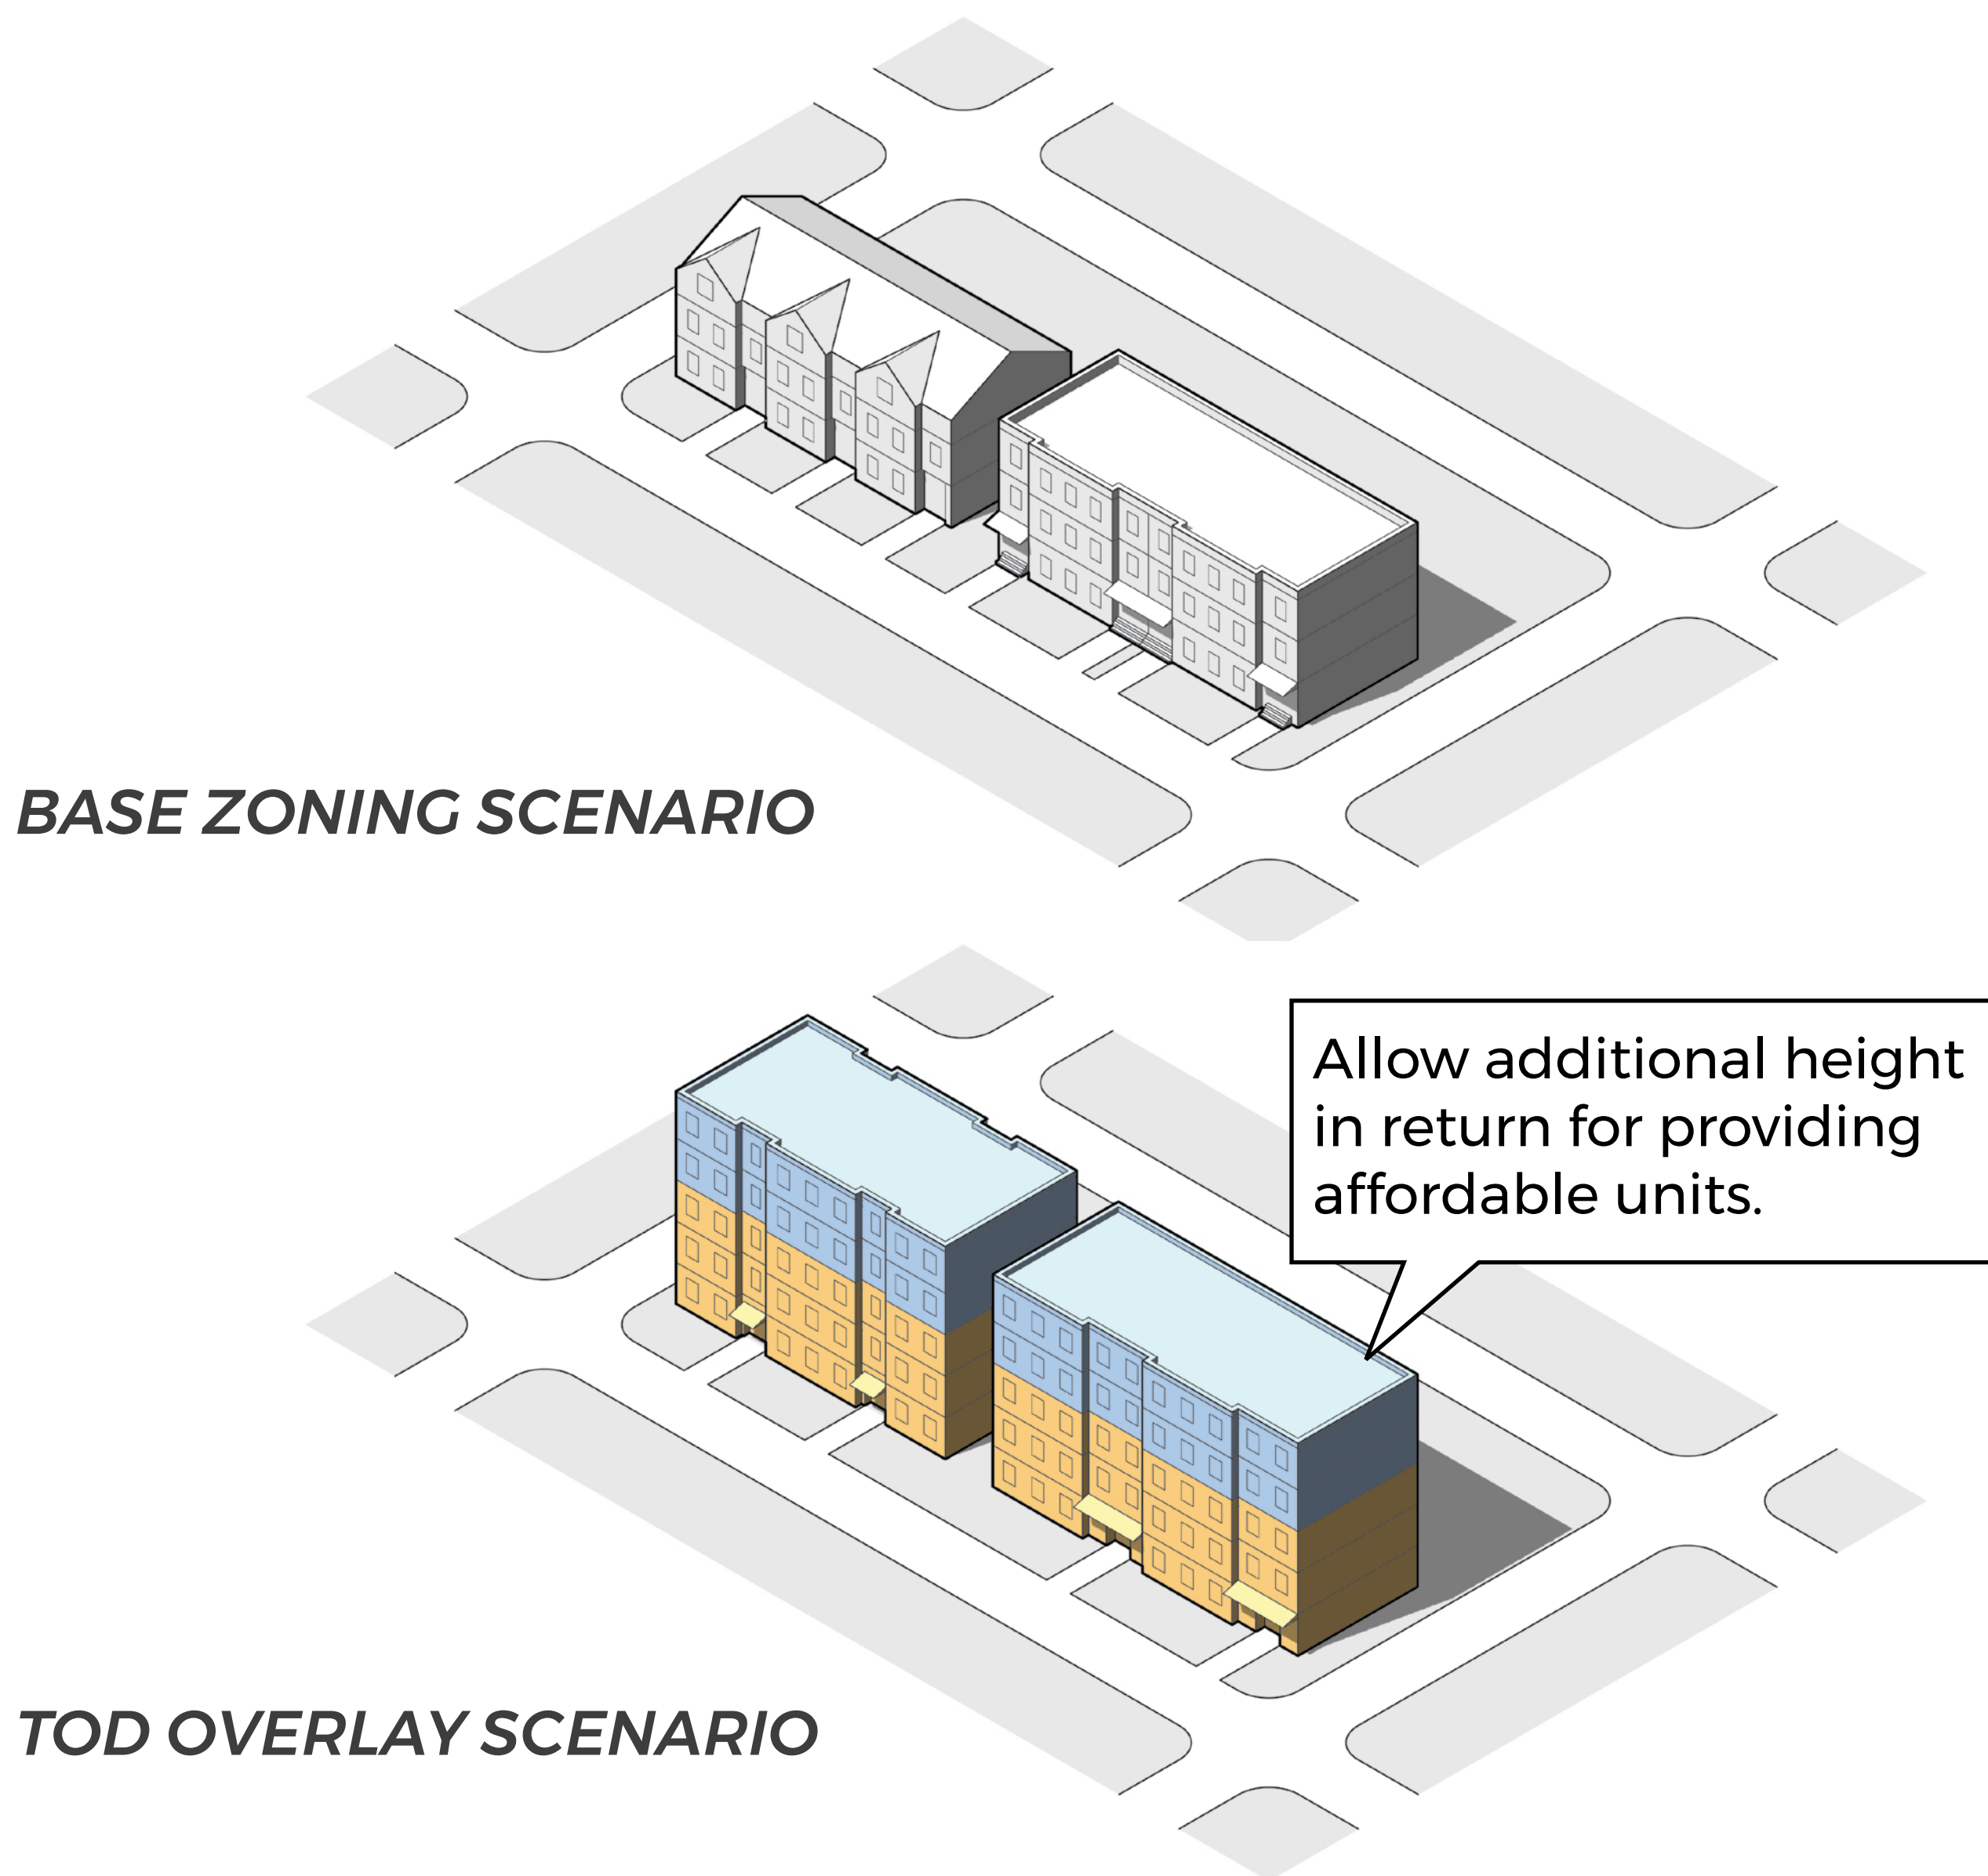 BASE ZONING SCENARIO
Allow additional height
in return for providing
affordable units.
TOD OVERLAY SCENARIO